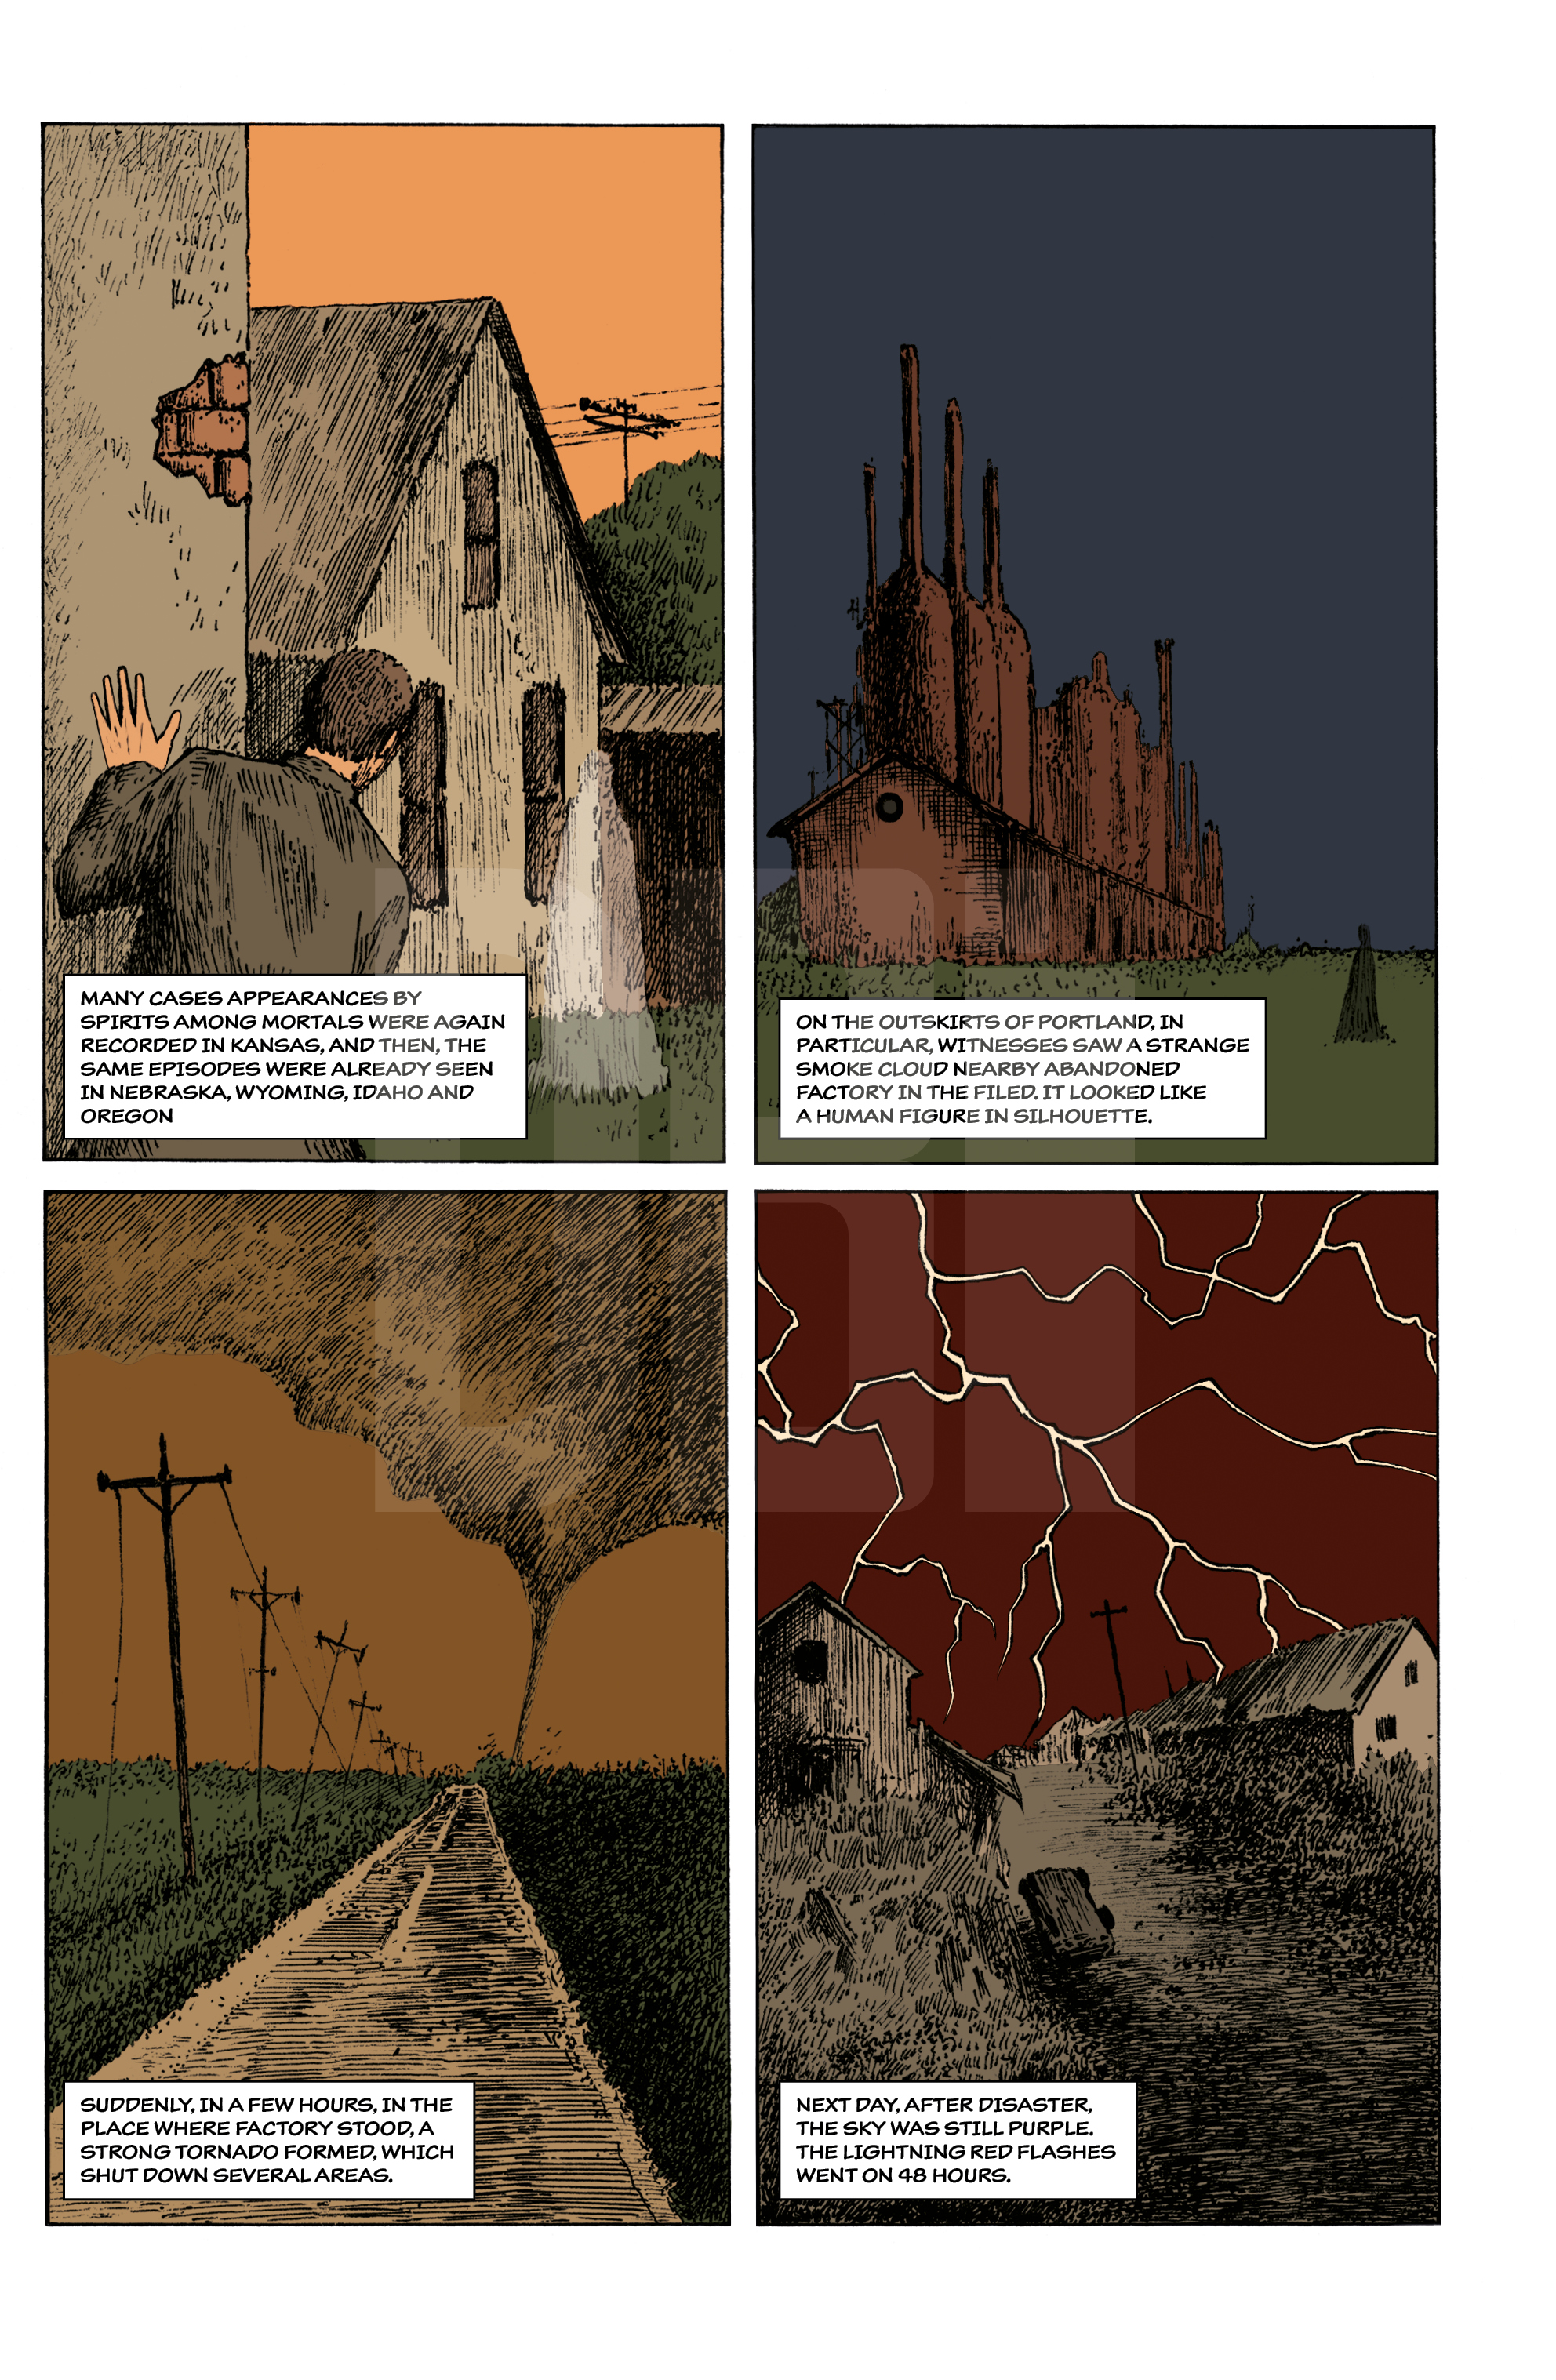 MANY CASES APPEARANCES BY
SPIRITS AMONG MORTALS WERE AGAIN
RECORDED IN KANSAS, AND THEN, THE
SAME EPISODES WERE ALREADY SEEN
IN NEBRASKA, WYOMING, IDAHO AND
OREGON
ON THE OUTSKIRTS OF PORTLAND, IN
PARTICULAR, WITNESSES SAW A STRANGE
SMOKE CLOUD NEARBY ABANDONED
FACTORY IN THE FILED. IT LOOKED LIKE
A HUMAN FIGURE IN SILHOUETTE.
SUDDENLY, IN A FEW HOURS, IN THE
PLACE WHERE FACTORY STOOD, A
STRONG TORNADO FORMED, WHICH
SHUT DOWN SEVERAL AREAS.
NEXT DAY, AFTER DISASTER,
THE SKY WAS STILL PURPLE.
THE LIGHTNING RED FLASHES
WENT ON 48 HOURS.